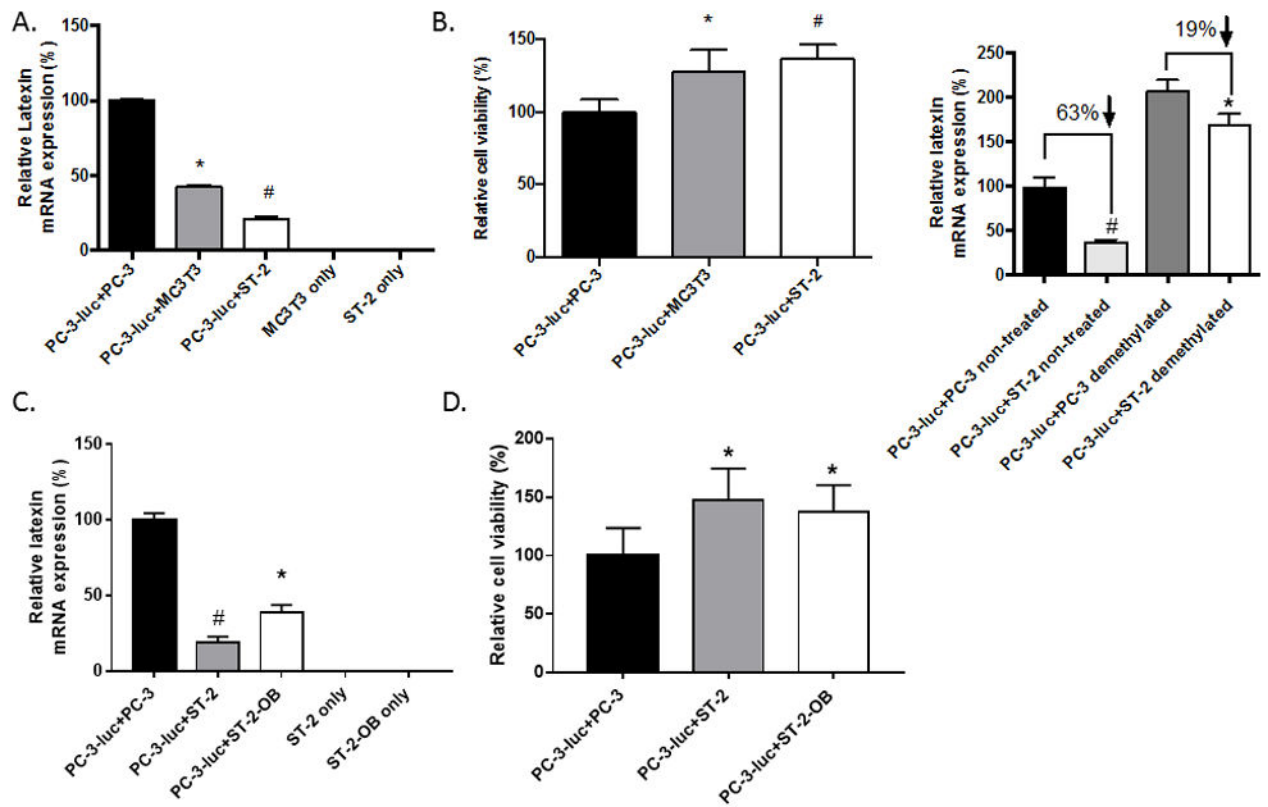 A.
Relative Latexin
mRNA expression (%)
150
100
50
0
*
#
PC-3-luc+PC-3
PC-3-luc+MC3T3
PC-3-luc+ST-2
MC3T3 only
ST-2 only
B.
Relative cell viability (%)
150
100
50
0
*
#
PC-3-luc+PC-3
PC-3-luc+MC3T3
PC-3-luc+ST-2
Relative latexin
mRNA expression (%)
250
200
150
100
50
0
63%
19%
#
*
PC-3-luc+PC-3 non-treated
PC-3-luc+ST-2 non-treated
PC-3-luc+PC-3 demethylated
PC-3-luc+ST-2 demethylated
C.
Relative latexin
mRNA expression (%)
150
100
50
0
#
*
PC-3-luc+PC-3
PC-3-luc+ST-2
PC-3-luc+ST-2-OB
ST-2 only
ST-2-OB only
D.
Relative cell viability (%)
200
150
100
50
0
*
*
PC-3-luc+PC-3
PC-3-luc+ST-2
PC-3-luc+ST-2-OB